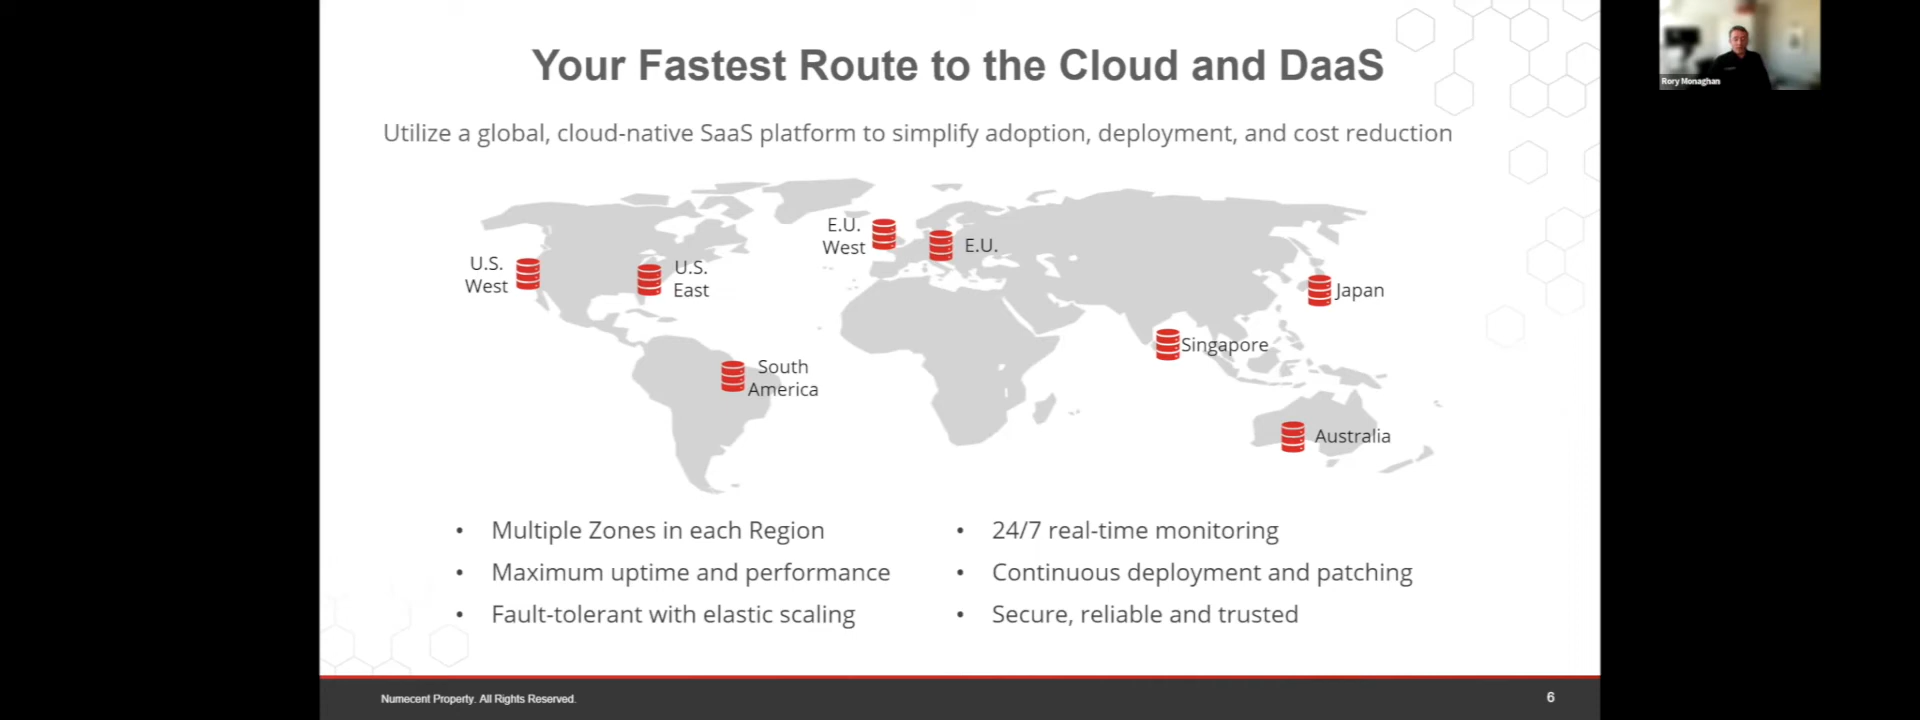 Your Fastest Route to the Cloud and DaaS
Rory Monaghan
Utilize a global, cloud-native SaaS platform to simplify adoption, deployment, and cost reduction
E.U.
West
E.U.
U.S.
West
U.S.
East
Japan
Singapore
South
America
Australia
• Multiple Zones in each Region
• Maximum uptime and performance
• Fault-tolerant with elastic scaling
• 24/7 real-time monitoring
• Continuous deployment and patching
• Secure, reliable and trusted
Numecent Property. All Rights Reserved.
6